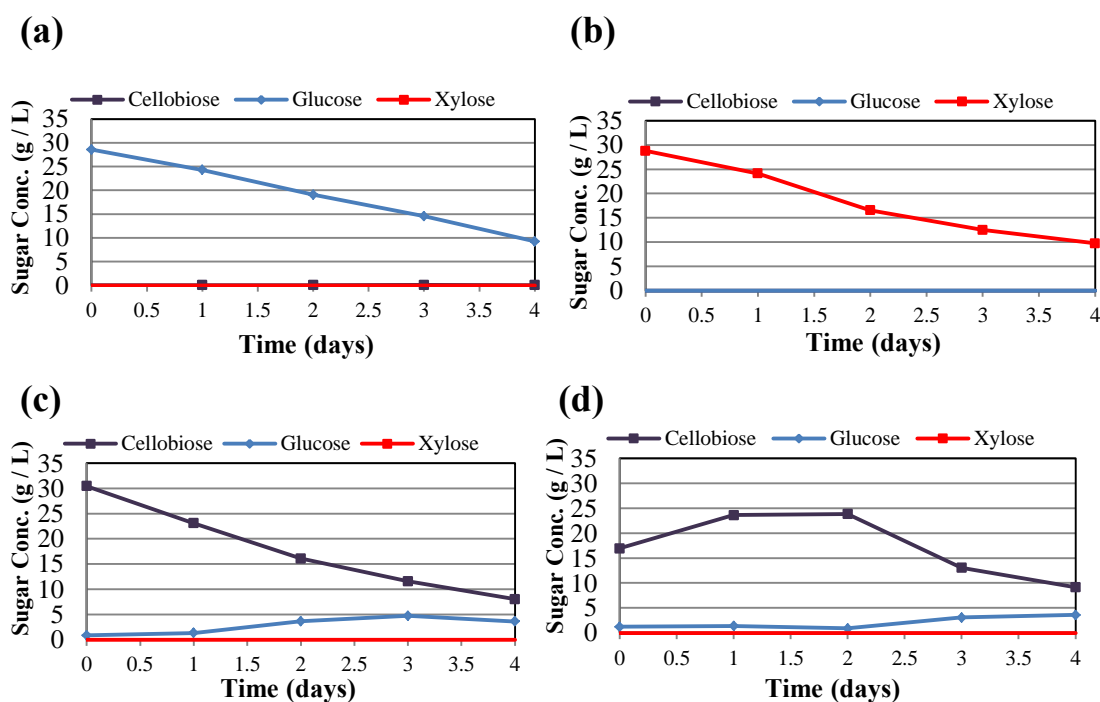 (a)
Cellobiose Glucose Xylose
Sugar Conc. (g / L)
35
30
25
20
15
10
5
0
0 0.5 1 1.5 2 2.5 3 3.5 4
Time (days)
(b)
Cellobiose Glucose Xylose
Sugar Conc. (g / L)
35
30
25
20
15
10
5
0
0 0.5 1 1.5 2 2.5 3 3.5 4
Time (days)
(c)
Cellobiose Glucose Xylose
Sugar Conc. (g / L)
35
30
25
20
15
10
5
0
0 0.5 1 1.5 2 2.5 3 3.5 4
Time (days)
(d)
Cellobiose Glucose Xylose
Sugar Conc. (g / L)
35
30
25
20
15
10
5
0
0 0.5 1 1.5 2 2.5 3 3.5 4
Time (days)